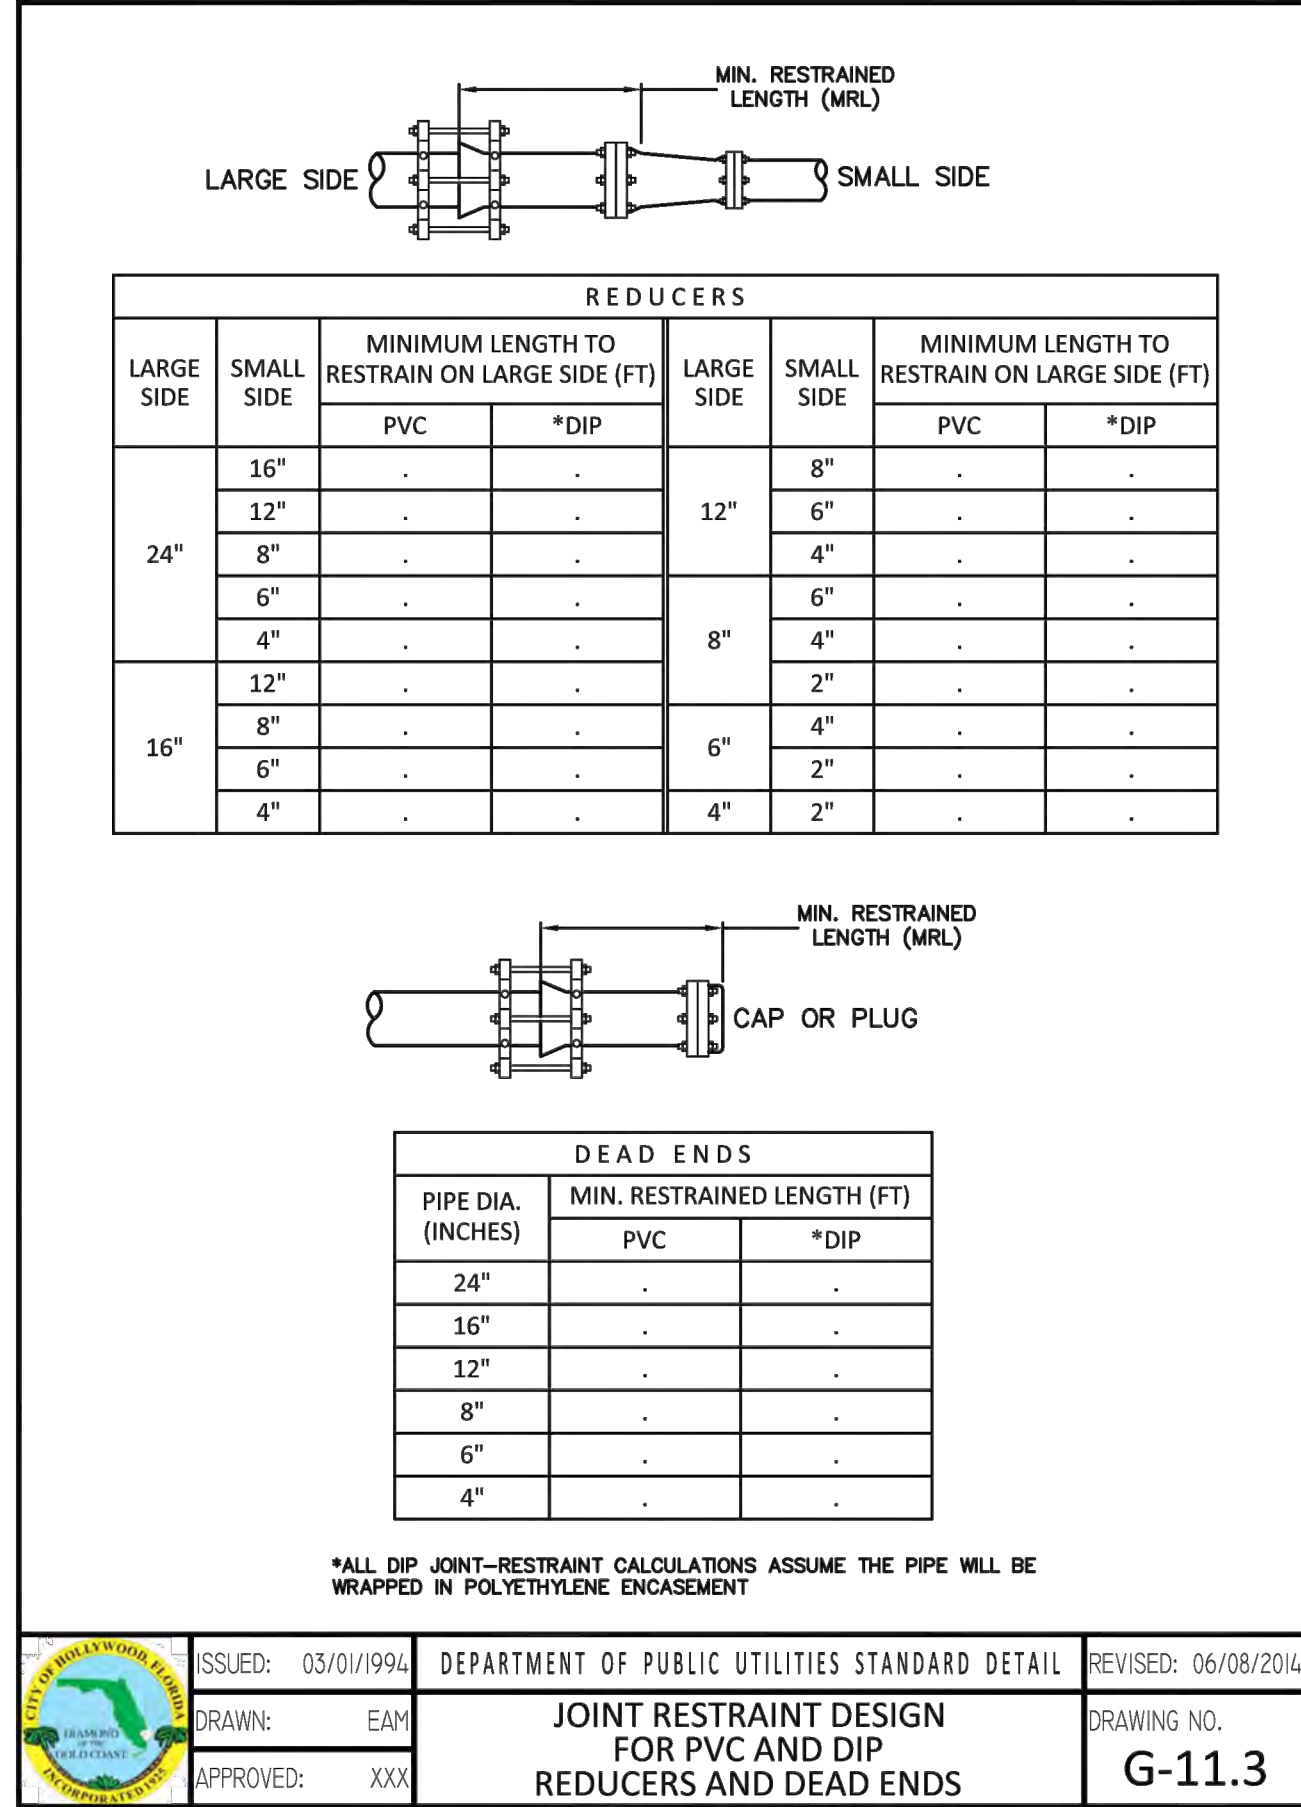 MIN. RESTRAINED
LENGTH (MRL)
LARGE SIDE
SMALL SIDE
REDUCERS
LARGE SIDE
SMALL SIDE
MINIMUM LENGTH TO
RESTRAIN ON LARGE SIDE (FT)
LARGE SIDE
SMALL SIDE
MINIMUM LENGTH TO
RESTRAIN ON LARGE SIDE (FT)
PVC *DIP PVC *DIP
24" 16" . . 12" 8" . .
12" . . 6" . .
8" . . 4" . .
6" . . 8" 6" . .
4" . . 4" . .
16" 12" . . 2" . .
8" . . 6" 4" . .
6" . . 2" . .
4" . . 4" 2" . .
MIN. RESTRAINED
LENGTH (MRL)
CAP OR PLUG
DEAD ENDS
PIPE DIA.
(INCHES)
MIN. RESTRAINED LENGTH (FT)
PVC *DIP
24" . .
16" . .
12" . .
8" . .
6" . .
4" . .
*ALL DIP JOINT-RESTRAINT CALCULATIONS ASSUME THE PIPE WILL BE
WRAPPED IN POLYETHYLENE ENCASEMENT
CITY OF HOLLYWOOD, FLORIDA
DIAMOND
OF THE
GOLD COAST
INCORPORATED 1925
ISSUED: 03/01/1994
DRAWN: EAM
APPROVED: XXX
DEPARTMENT OF PUBLIC UTILITIES STANDARD DETAIL
JOINT RESTRAINT DESIGN
FOR PVC AND DIP
REDUCERS AND DEAD ENDS
REVISED: 06/08/2014
DRAWING NO.
G-11.3